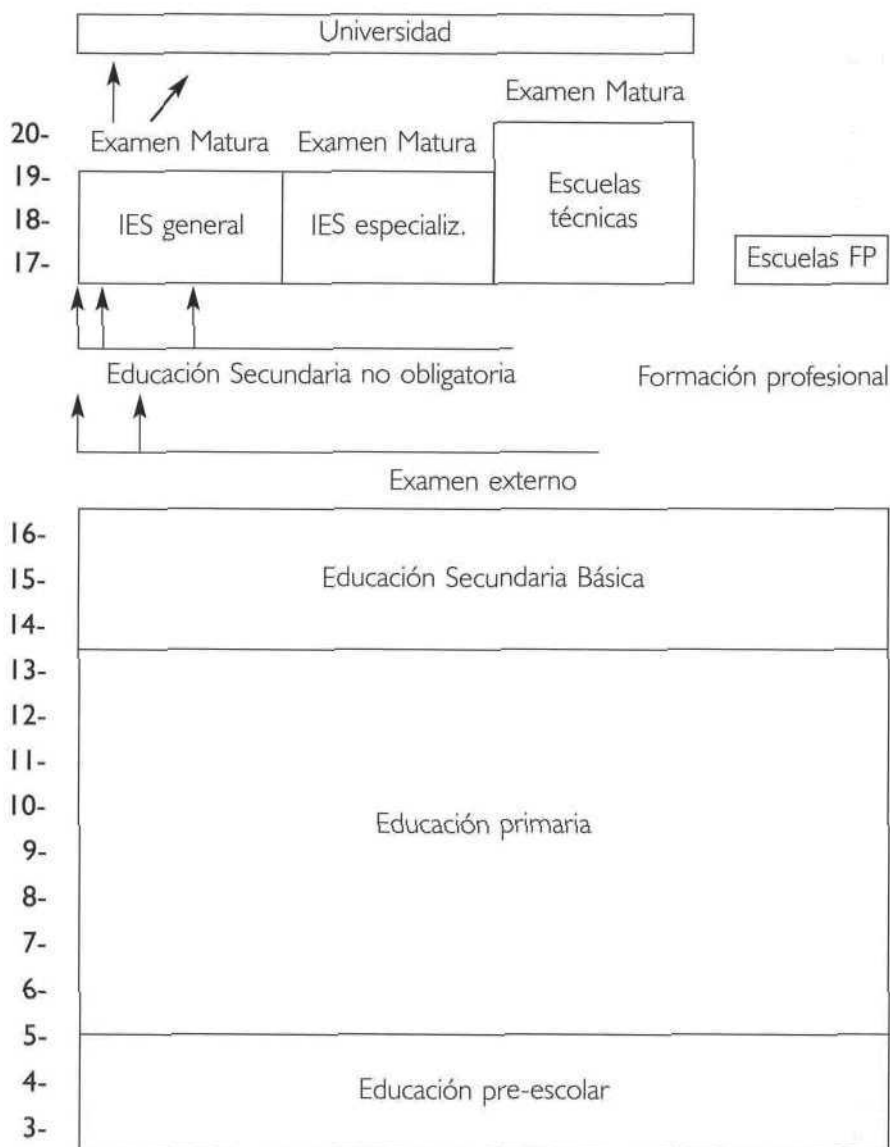 Universidad
Examen Matura
20- Examen Matura Examen Matura
19-
Escuelas
18- IES general IES especializ. técnicas
17- Escuelas FP
Educación Secundaria no obligatoria Formación profesional
Examen externo
16-
15- Educación Secundaria Básica
14-
13-
12-
11-
10- Educación primaria
9-
8-
7-
6-
5-
4- Educación pre-escolar
3-